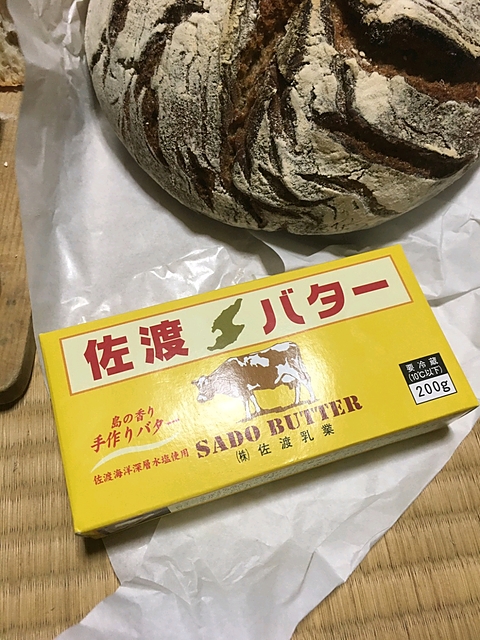 佐渡 バター
要冷蔵
(10℃以下)
200g
島の香り
手作りバター
SADO BUTTER
佐渡海洋深層水塩使用
㈱佐渡乳業